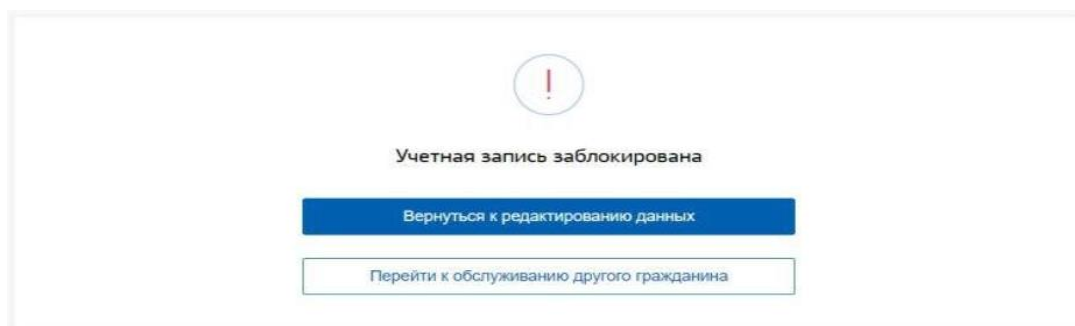 !
Учетная запись заблокирована
Вернуться к редактированию данных
Перейти к обслуживанию другого гражданина